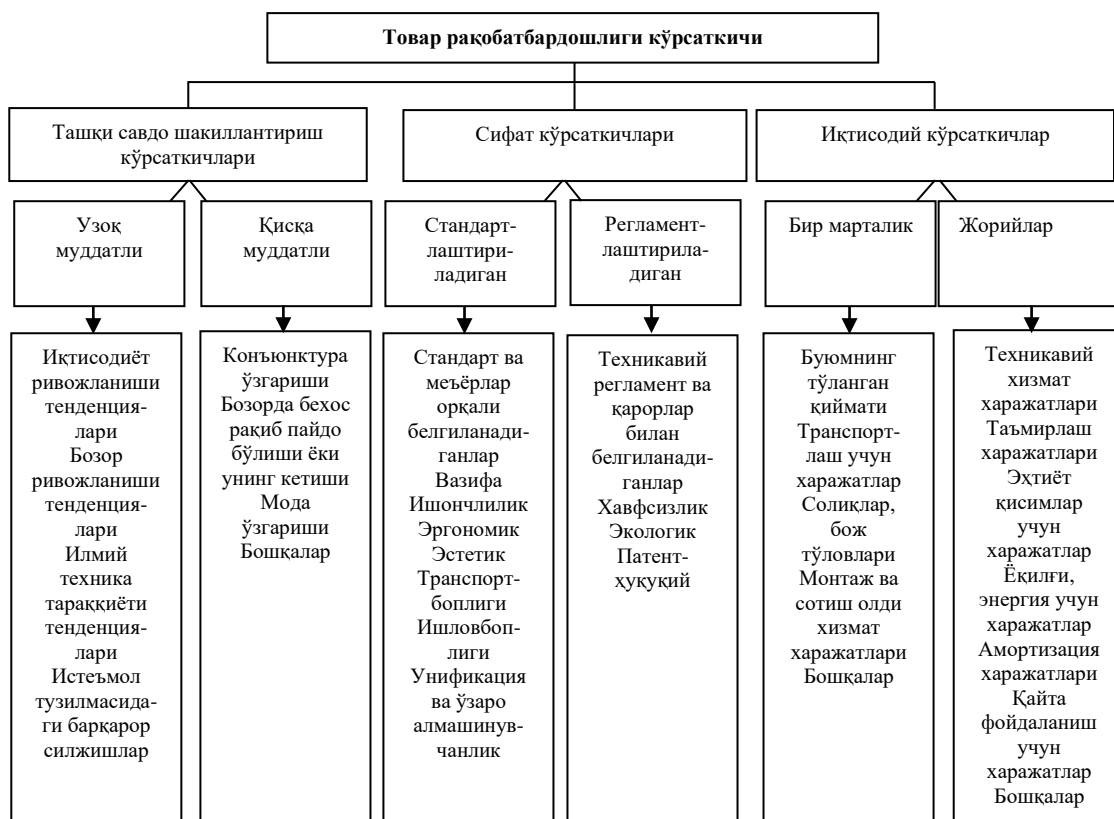 Товар рақобатбардошлиги кўрсаткичи
Ташқи савдо шакиллантириш
кўрсаткичлари
Сифат кўрсаткичлари
Иқтисодий кўрсаткичлар
Узоқ
муддатли
Қисқа
муддатли
Стандарт-
лаштири-
ладиган
Регламент-
лаштирила-
диган
Бир марталик
Жорийлар
Иқтисодиёт
ривожланиши
тенденция-
лари
Бозор
ривожланиши
тенденция-
лари
Илмий
техника
тараққиёти
тенденция-
лари
Истеъмол
тузилмасида-
ги барқарор
силжишлар
Конъюнктура
ўзгариши
Бозорда бехос
рақиб пайдо
бўлиши ёки
унинг кетиши
Мода
ўзгариши
Бошқалар
Стандарт ва
меъёрлар
орқали
белгиланади-
ганлар
Вазифа
Ишончлилик
Эргономик
Эстетик
Транспорт-
боплиги
Ишловбоп-
лиги
Унификация
ва ўзаро
алмашинув-
чанлик
Техникавий
регламент ва
қарорлар
билан
белгиланади-
ганлар
Хавфсизлик
Экологик
Патент-
ҳуқуқий
Буюмнинг
тўланган
қиймати
Транспорт-
лаш учун
харажатлар
Солиқлар,
бож
тўловлари
Монтаж ва
сотиш олди
хизмат
харажатлари
Бошқалар
Техникавий
хизмат
харажатлари
Таъмирлаш
харажатлари
Эҳтиёт
қисимлар
учун
харажатлар
Ёқилғи,
энергия учун
харажатлар
Амортизация
харажатлари
Қайта
фойдаланиш
учун
харажатлар
Бошқалар